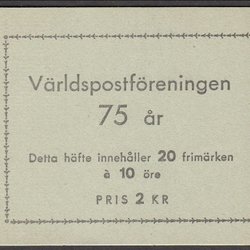 Världspostföreningen
75 år
Detta häfte innehåller 20 frimärken
à 10 öre
PRIS 2 KR